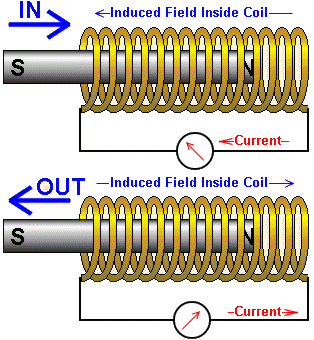 IN
Induced Field Inside Coil
S N
Current
OUT
Induced Field Inside Coil
S N
Current